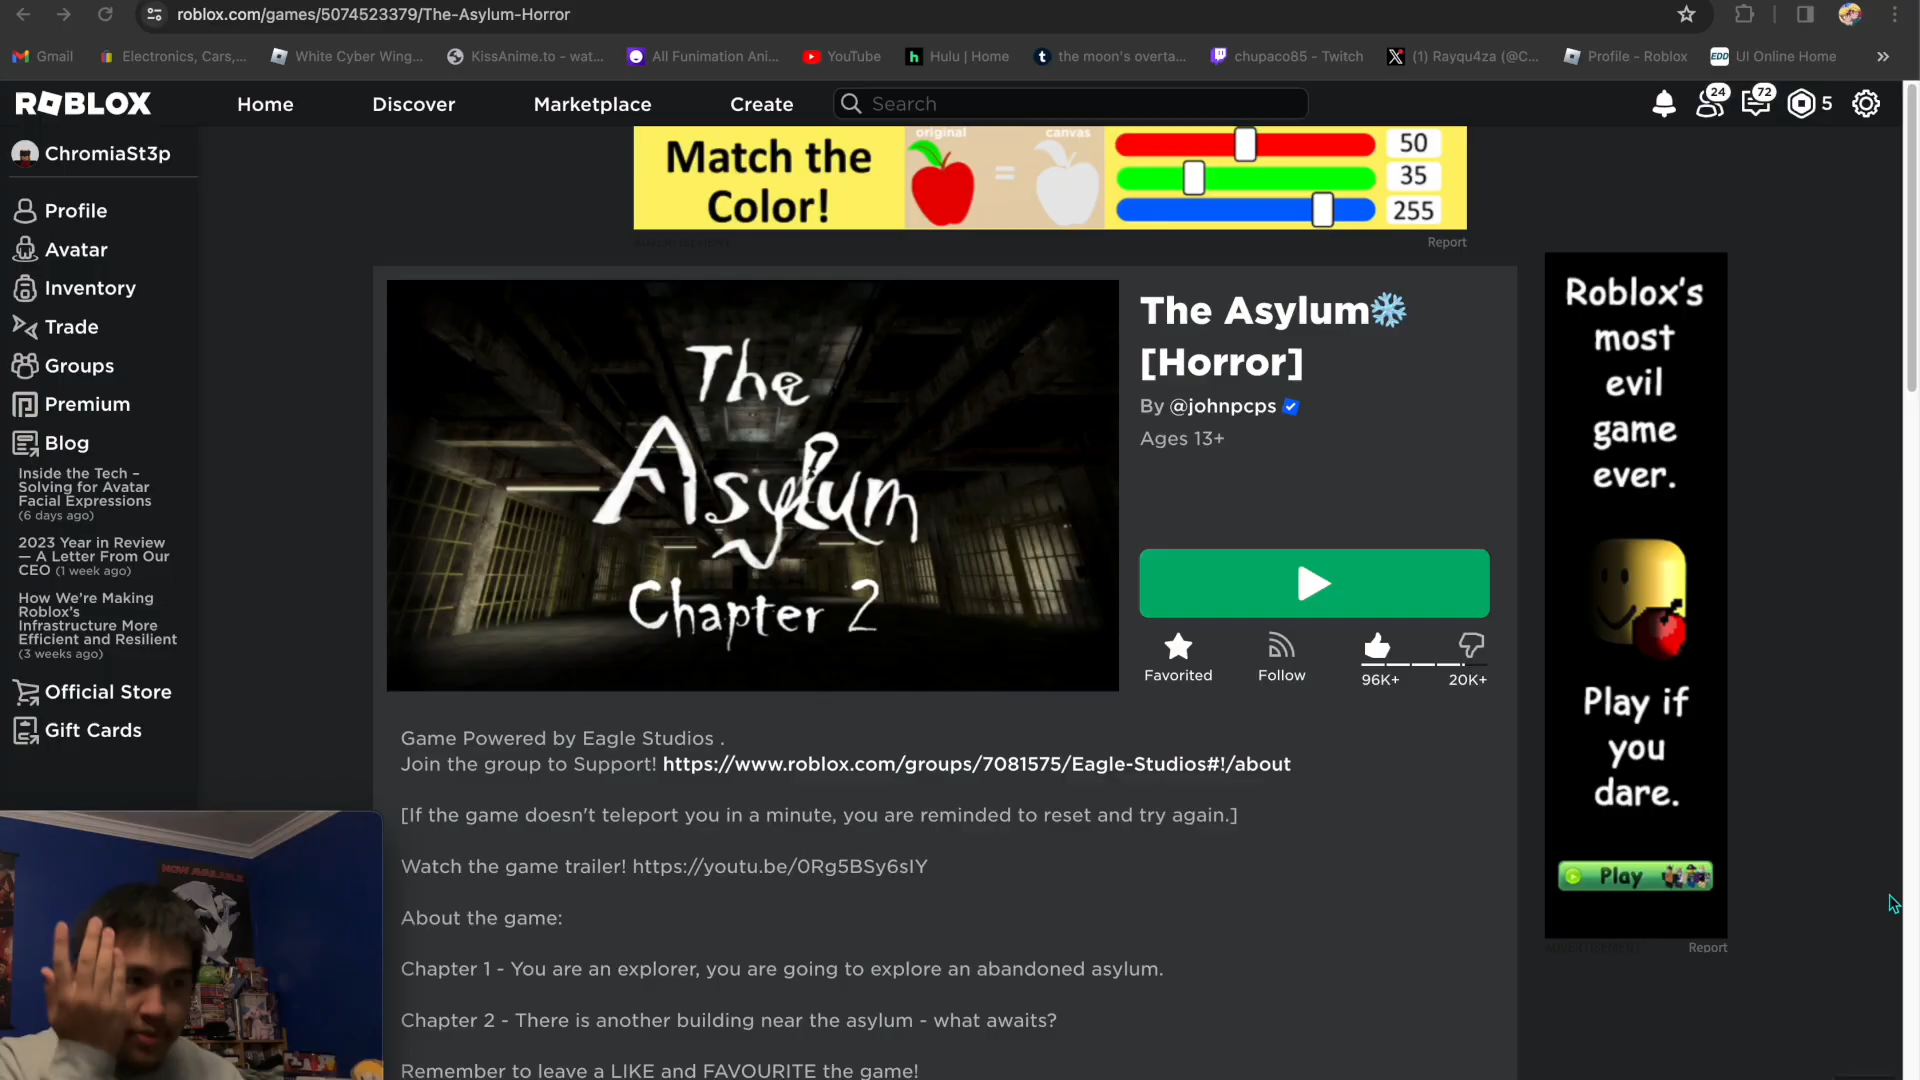 roblox.com/games/5074523379/The-Asylum-Horror
Gmail
Electronics, Cars,...
White Cyber Wing...
KissAnime.to - wat...
All Funimation Ani...
YouTube
Hulu | Home
the moon's overta...
chupaco85 - Twitch
(1) Rayqu4za (@C...
Profile - Roblox
EDD
UI Online Home
ROBLOX
Home
Discover
Marketplace
Create
Search
24
72
5
ChromiaSt3p
Profile
Avatar
Inventory
Trade
Groups
Premium
Blog
Inside the Tech –
Solving for Avatar
Facial Expressions
(6 days ago)
2023 Year in Review
— A Letter From Our
CEO (1 week ago)
How We're Making
Roblox's
Infrastructure More
Efficient and Resilient
(3 weeks ago)
Official Store
Gift Cards
Match the
Color!
original
canvas
=
50
35
255
ADVERTISEMENT
Report
The
Asylum
Chapter 2
The Asylum❄️
[Horror]
By @johnpcps
Ages 13+
Favorited
Follow
96K+
20K+
Game Powered by Eagle Studios .
Join the group to Support! https://www.roblox.com/groups/7081575/Eagle-Studios#!/about
[If the game doesn't teleport you in a minute, you are reminded to reset and try again.]
Watch the game trailer! https://youtu.be/0Rg5BSy6sIY
About the game:
Chapter 1 - You are an explorer, you are going to explore an abandoned asylum.
Chapter 2 - There is another building near the asylum - what awaits?
Remember to leave a LIKE and FAVOURITE the game!
Roblox's
most
evil
game
ever.
Play if
you
dare.
Play
ADVERTISEMENT
Report
NOW AVAILABLE